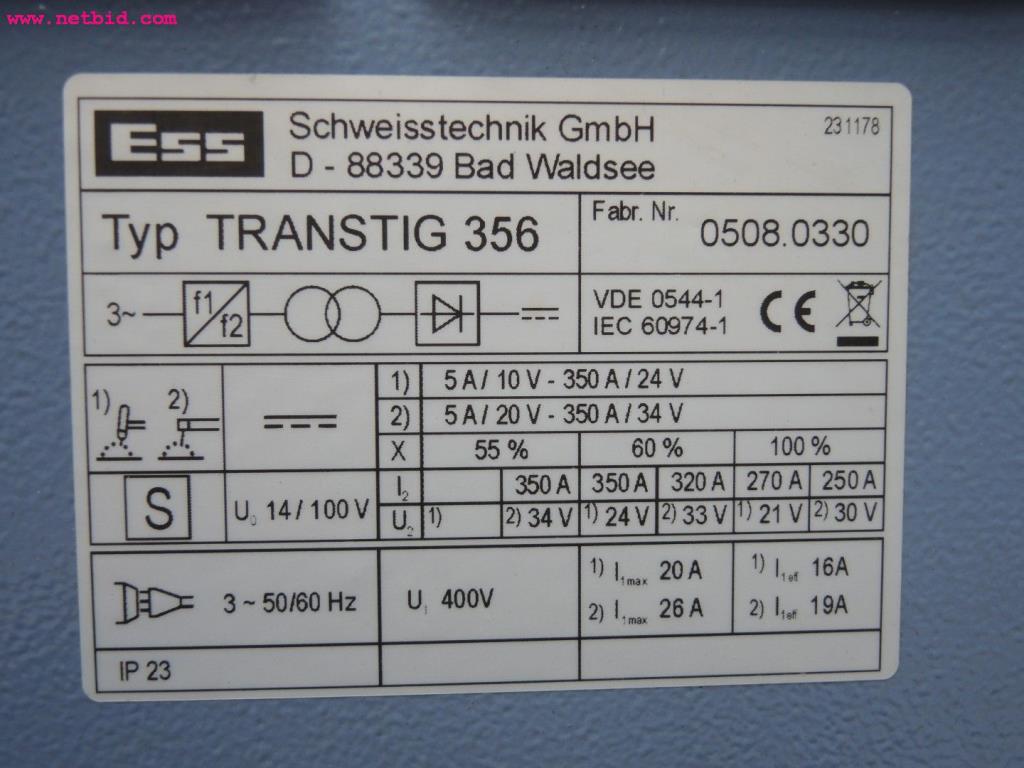 www.netbid.com
Ess Schweisstechnik GmbH 231178
D - 88339 Bad Waldsee
Typ TRANSTIG 356 Fabr. Nr. 0508.0330
3~ f1/f2 VDE 0544-1 CE
IEC 60974-1
1) 2) 1) 5 A / 10 V - 350 A / 24 V
2) 5 A / 20 V - 350 A / 34 V
X 55 % 60 % 100 %
S U0 14 / 100 V I2 350 A 350 A 320 A 270 A 250 A
U2 1) 2) 34 V 1) 24 V 2) 33 V 1) 21 V 2) 30 V
3 ~ 50/60 Hz U1 400V 1) I1max 20 A 1) I1eff 16A
2) I1max 26 A 2) I1eff 19A
IP 23